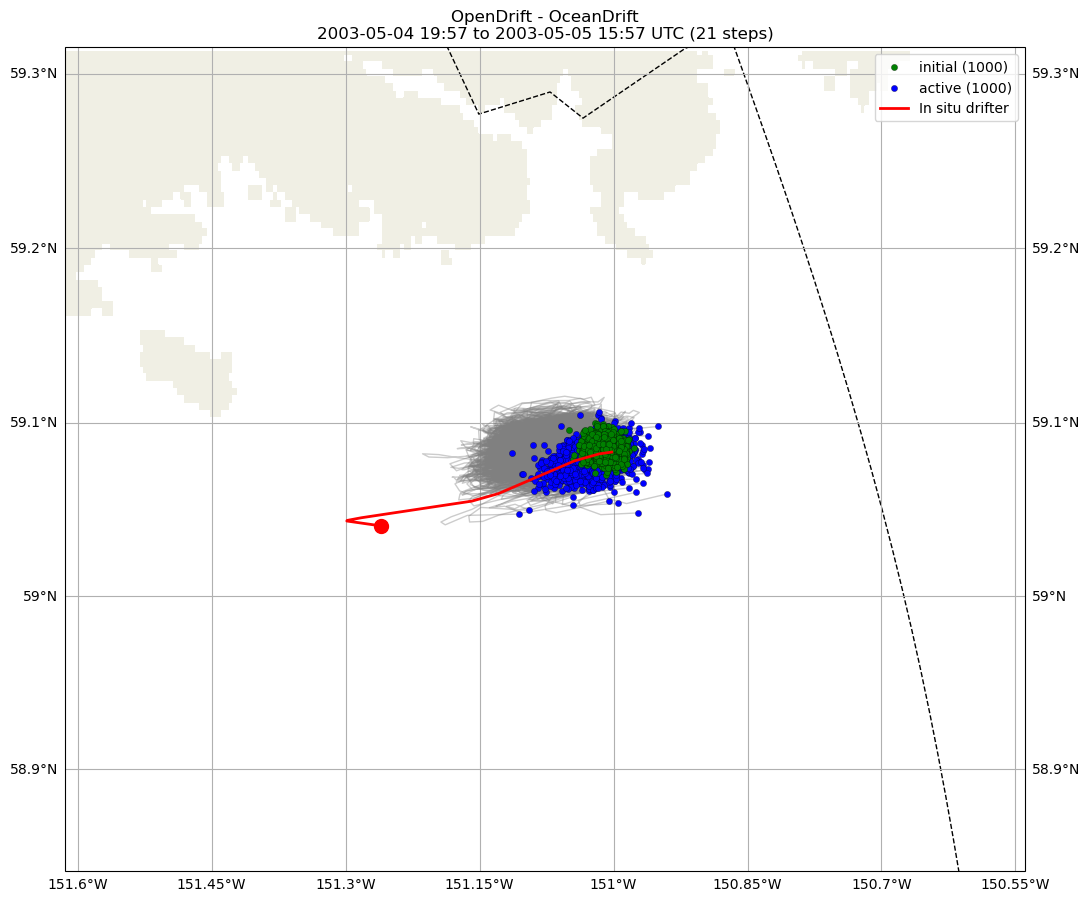 OpenDrift - OceanDrift
2003-05-04 19:57 to 2003-05-05 15:57 UTC (21 steps)
initial (1000)
active (1000)
In situ drifter
59.3°N
59.3°N
59.2°N
59.2°N
59.1°N
59.1°N
59°N
59°N
58.9°N
58.9°N
151.6°W
151.45°W
151.3°W
151.15°W
151°W
150.85°W
150.7°W
150.55°W